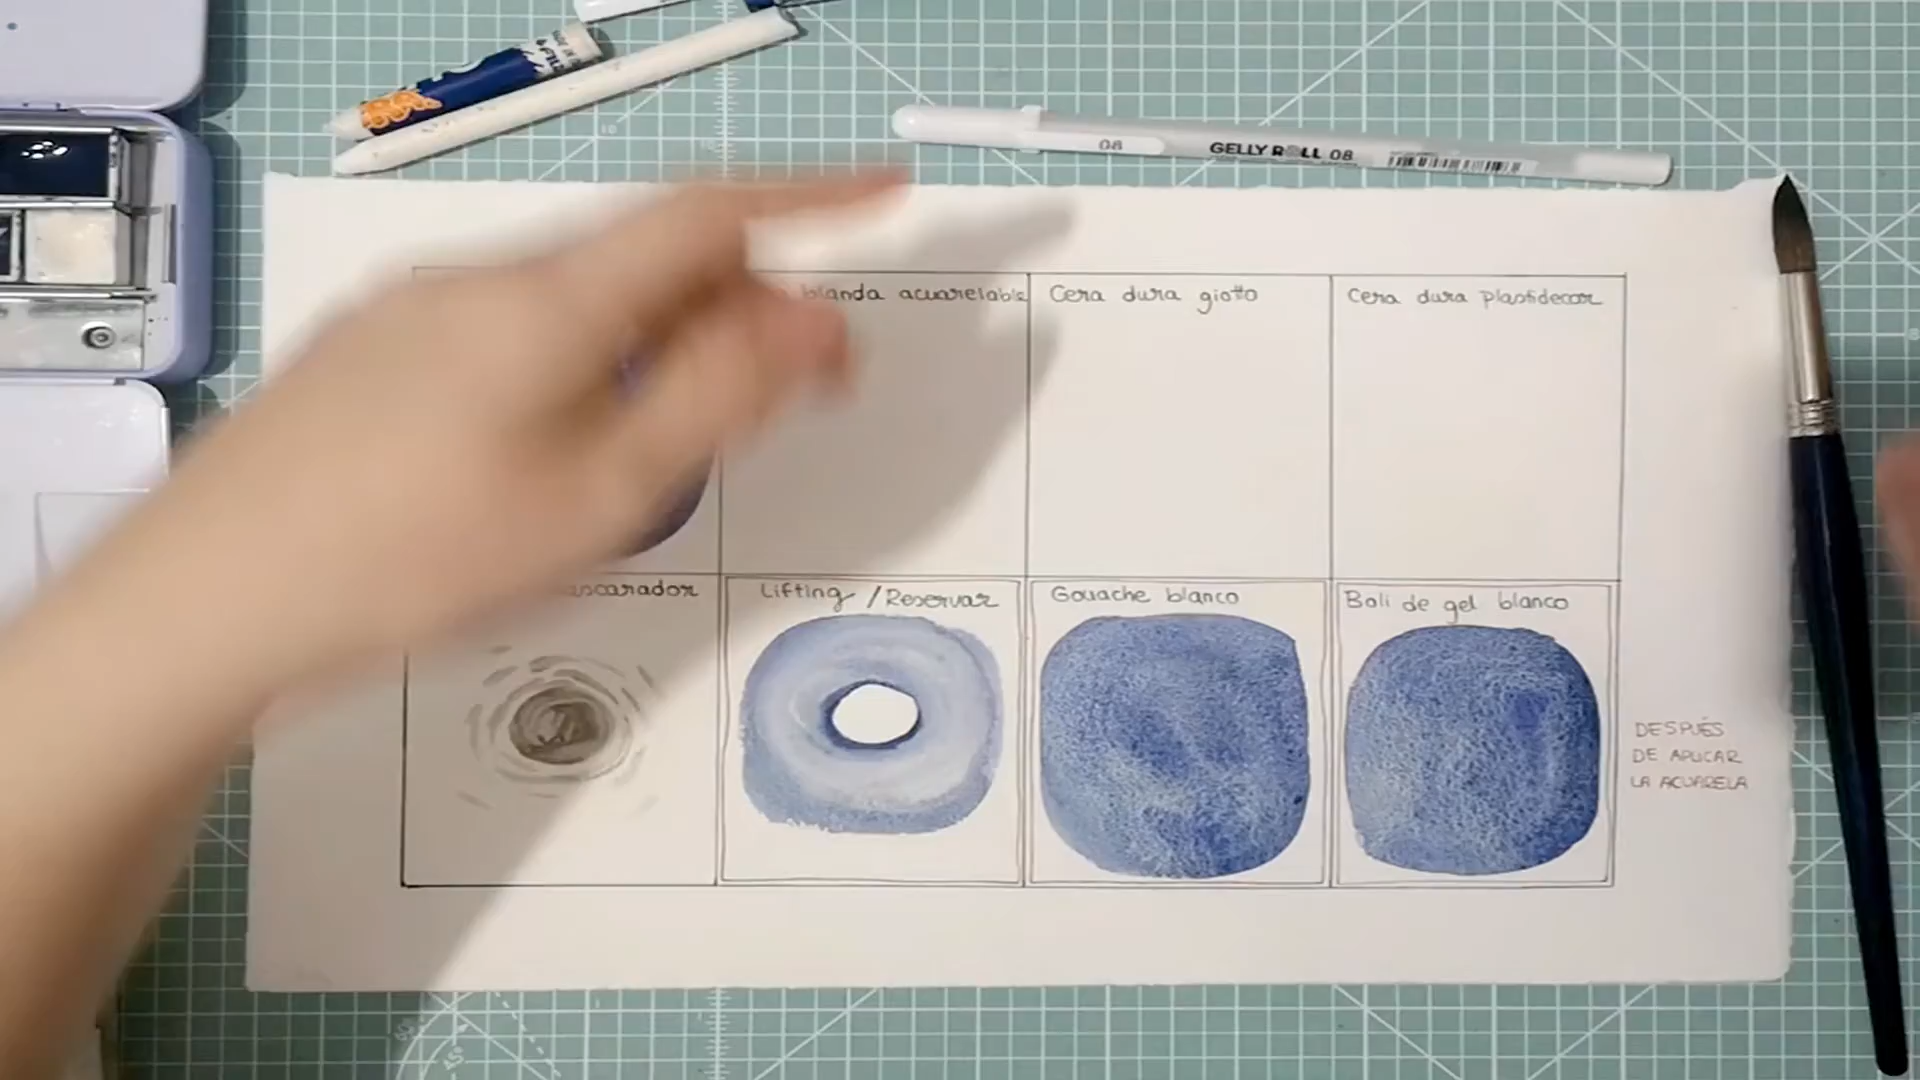 08 GELLY ROLL 08
blanda acuarelable
Cera dura giotto
Cera dura plastidecor
Lifting / Reservar
Gouache blanco
Boli de gel blanco
DESPUÉS
DE APLICAR
LA ACUARELA